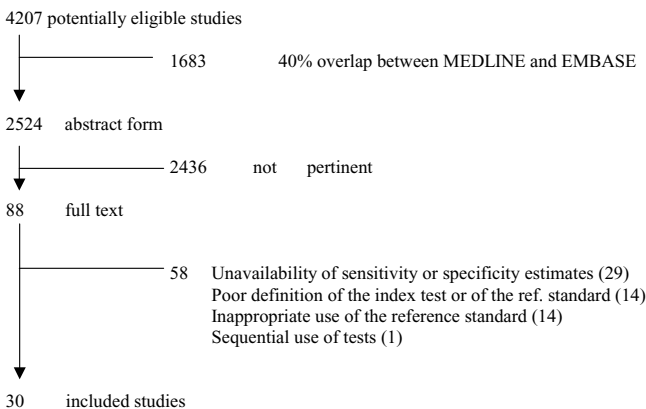 4207 potentially eligible studies
1683 40% overlap between MEDLINE and EMBASE
2524 abstract form
2436 not pertinent
88 full text
58 Unavailability of sensitivity or specificity estimates (29)
Poor definition of the index test or of the ref. standard (14)
Inappropriate use of the reference standard (14)
Sequential use of tests (1)
30 included studies